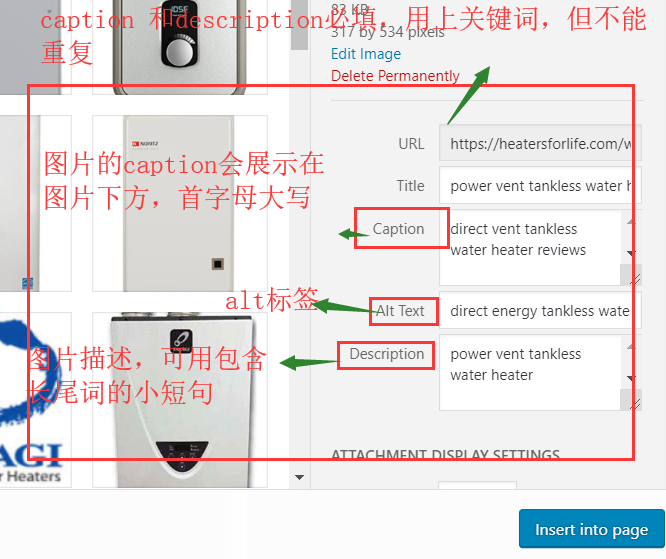 caption 和description必填，用上关键词，但不能
重复
83 KB
317 by 534 pixels
Edit Image
Delete Permanently
图片的caption会展示在
图片下方，首字母大写
NORITZ
URL https://heatersforlife.com/w
Title power vent tankless water h
Caption direct vent tankless
water heater reviews
alt标签
Alt Text direct energy tankless wate
图片描述，可用包含
长尾词的小短句
Description power vent tankless
water heater
AGI
r Heaters
ATTACHMENT DISPLAY SETTINGS
Insert into page